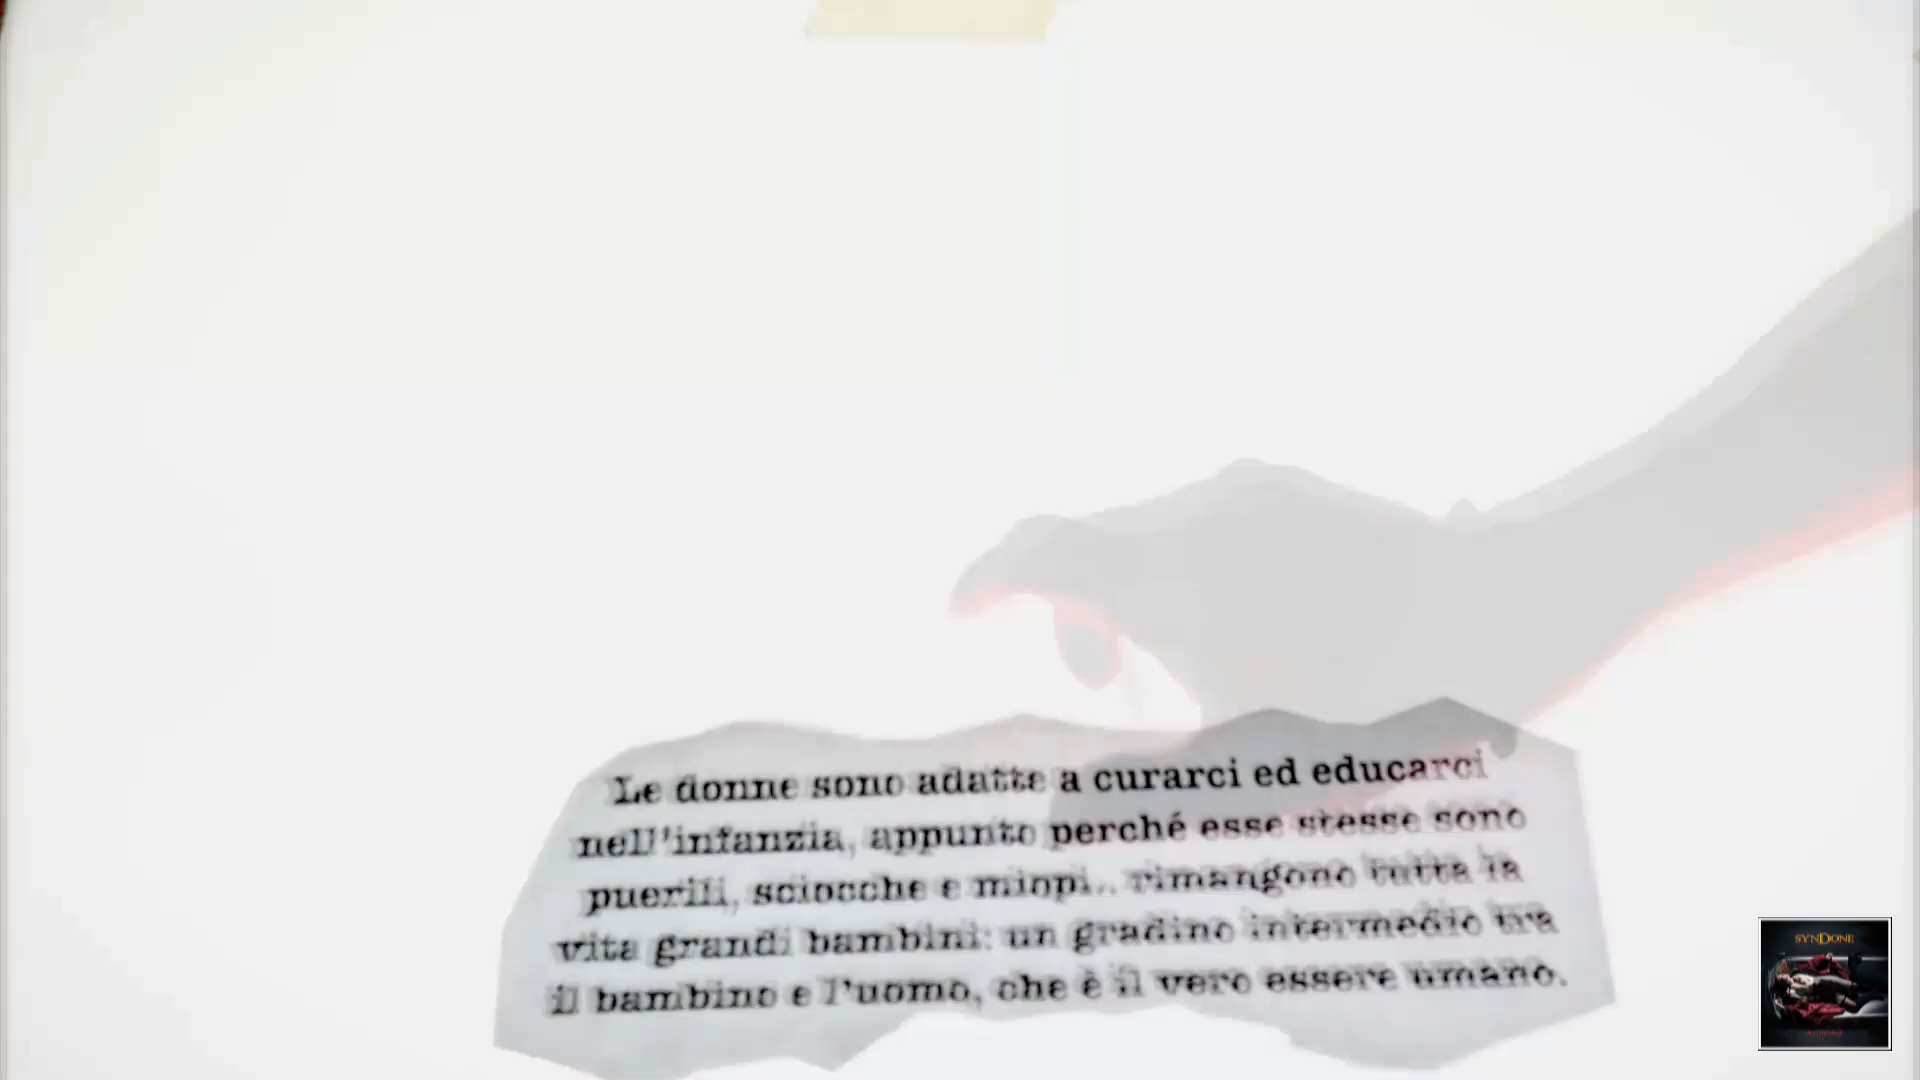 Le donne sono adatte a curarci ed educarci
nell'infanzia, appunto perché esse stesse sono
puerili, sciocche e miopi.. rimangono tutta la
vita grandi bambini: un gradino intermedio tra
il bambino e l'uomo, che è il vero essere umano.
SYNDONE